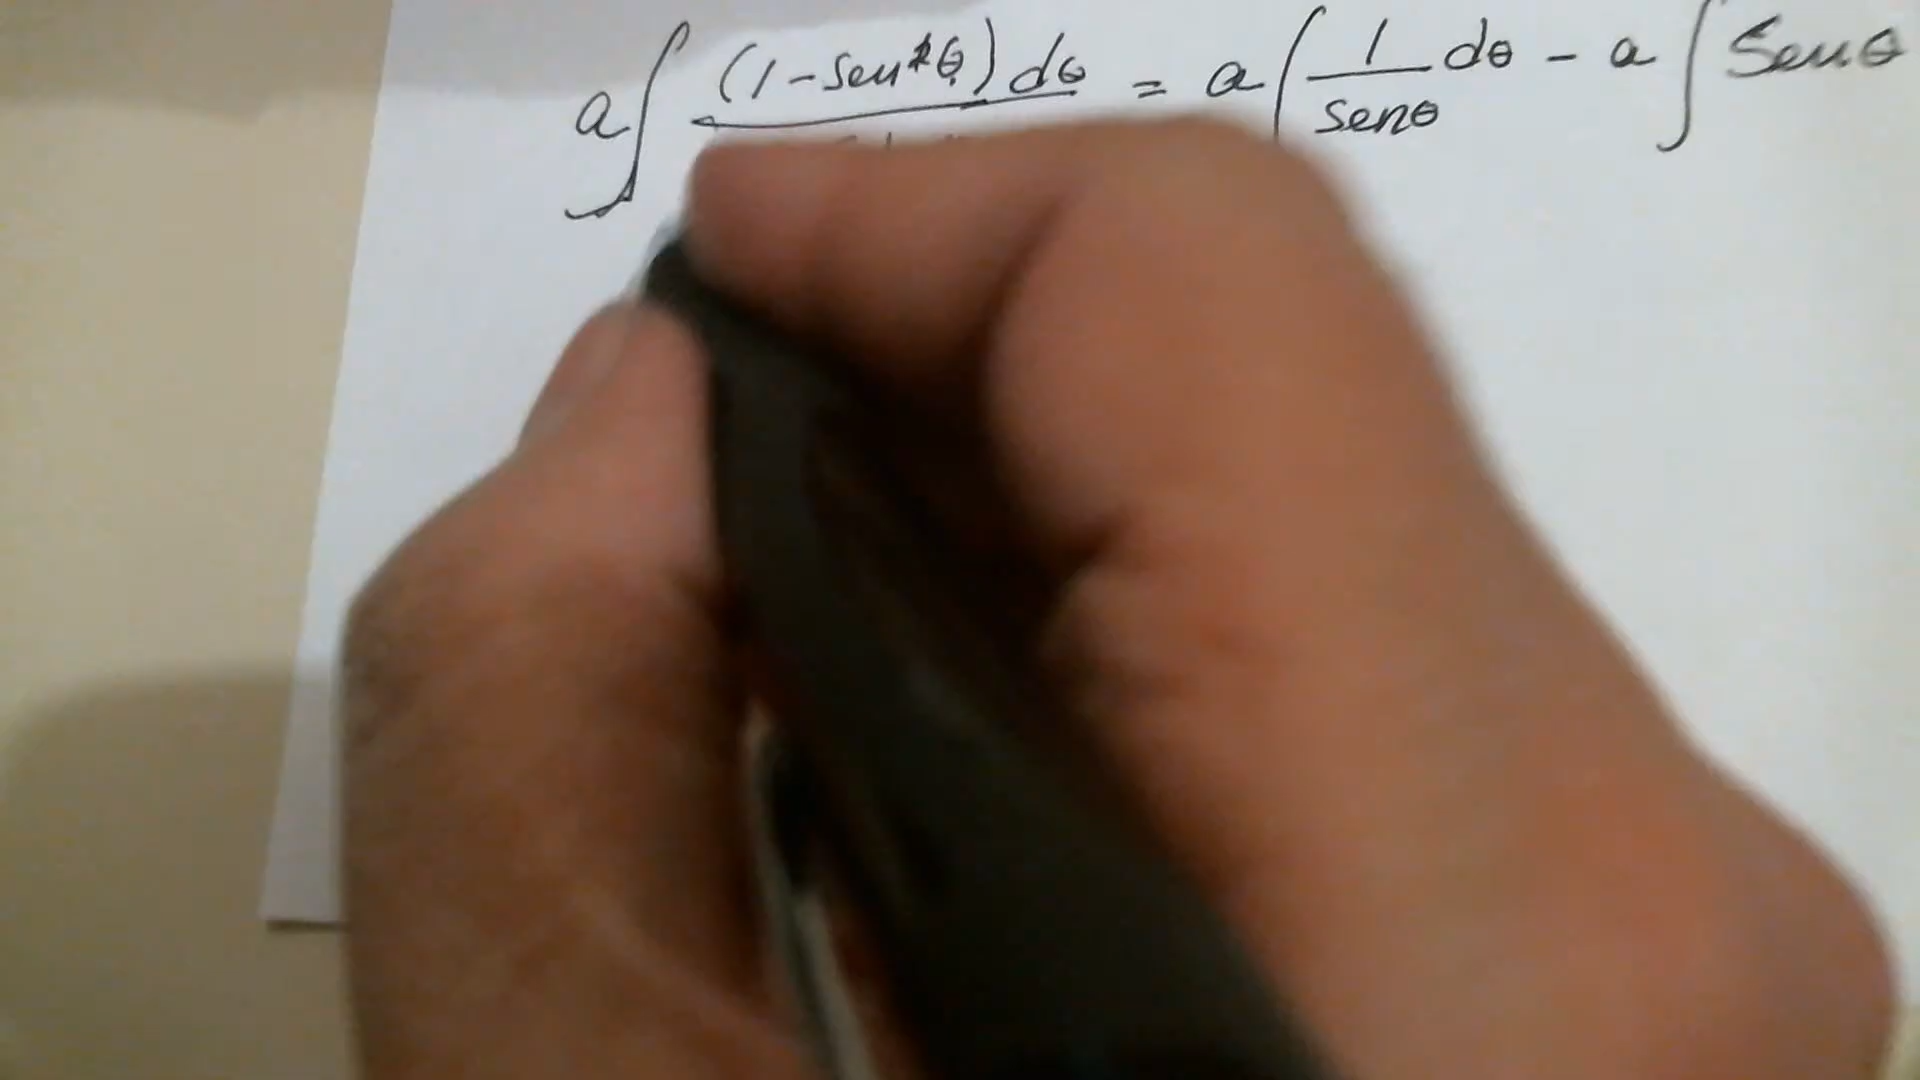 a∫ (1-sen²θ)dθ = a∫ 1/senθ dθ - a∫ Senθ